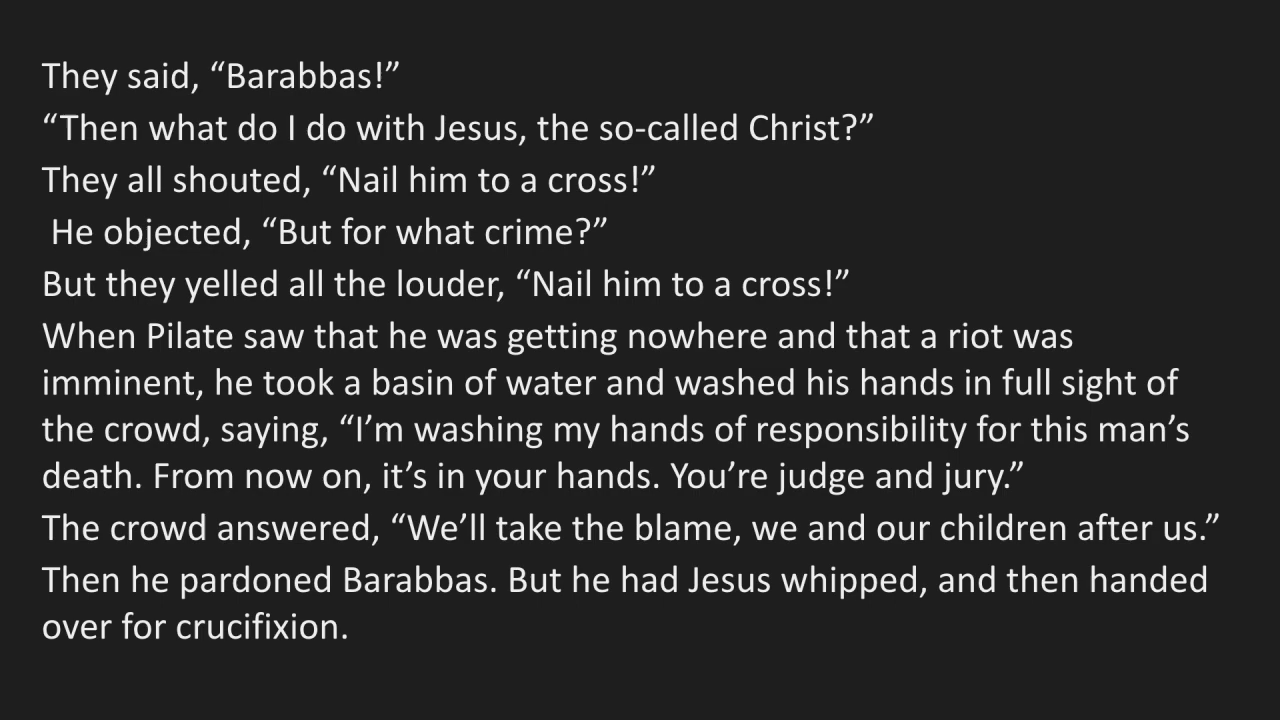 They said, “Barabbas!”
“Then what do I do with Jesus, the so-called Christ?”
They all shouted, “Nail him to a cross!”
He objected, “But for what crime?”
But they yelled all the louder, “Nail him to a cross!”
When Pilate saw that he was getting nowhere and that a riot was
imminent, he took a basin of water and washed his hands in full sight of
the crowd, saying, “I’m washing my hands of responsibility for this man’s
death. From now on, it’s in your hands. You’re judge and jury.”
The crowd answered, “We’ll take the blame, we and our children after us.”
Then he pardoned Barabbas. But he had Jesus whipped, and then handed
over for crucifixion.